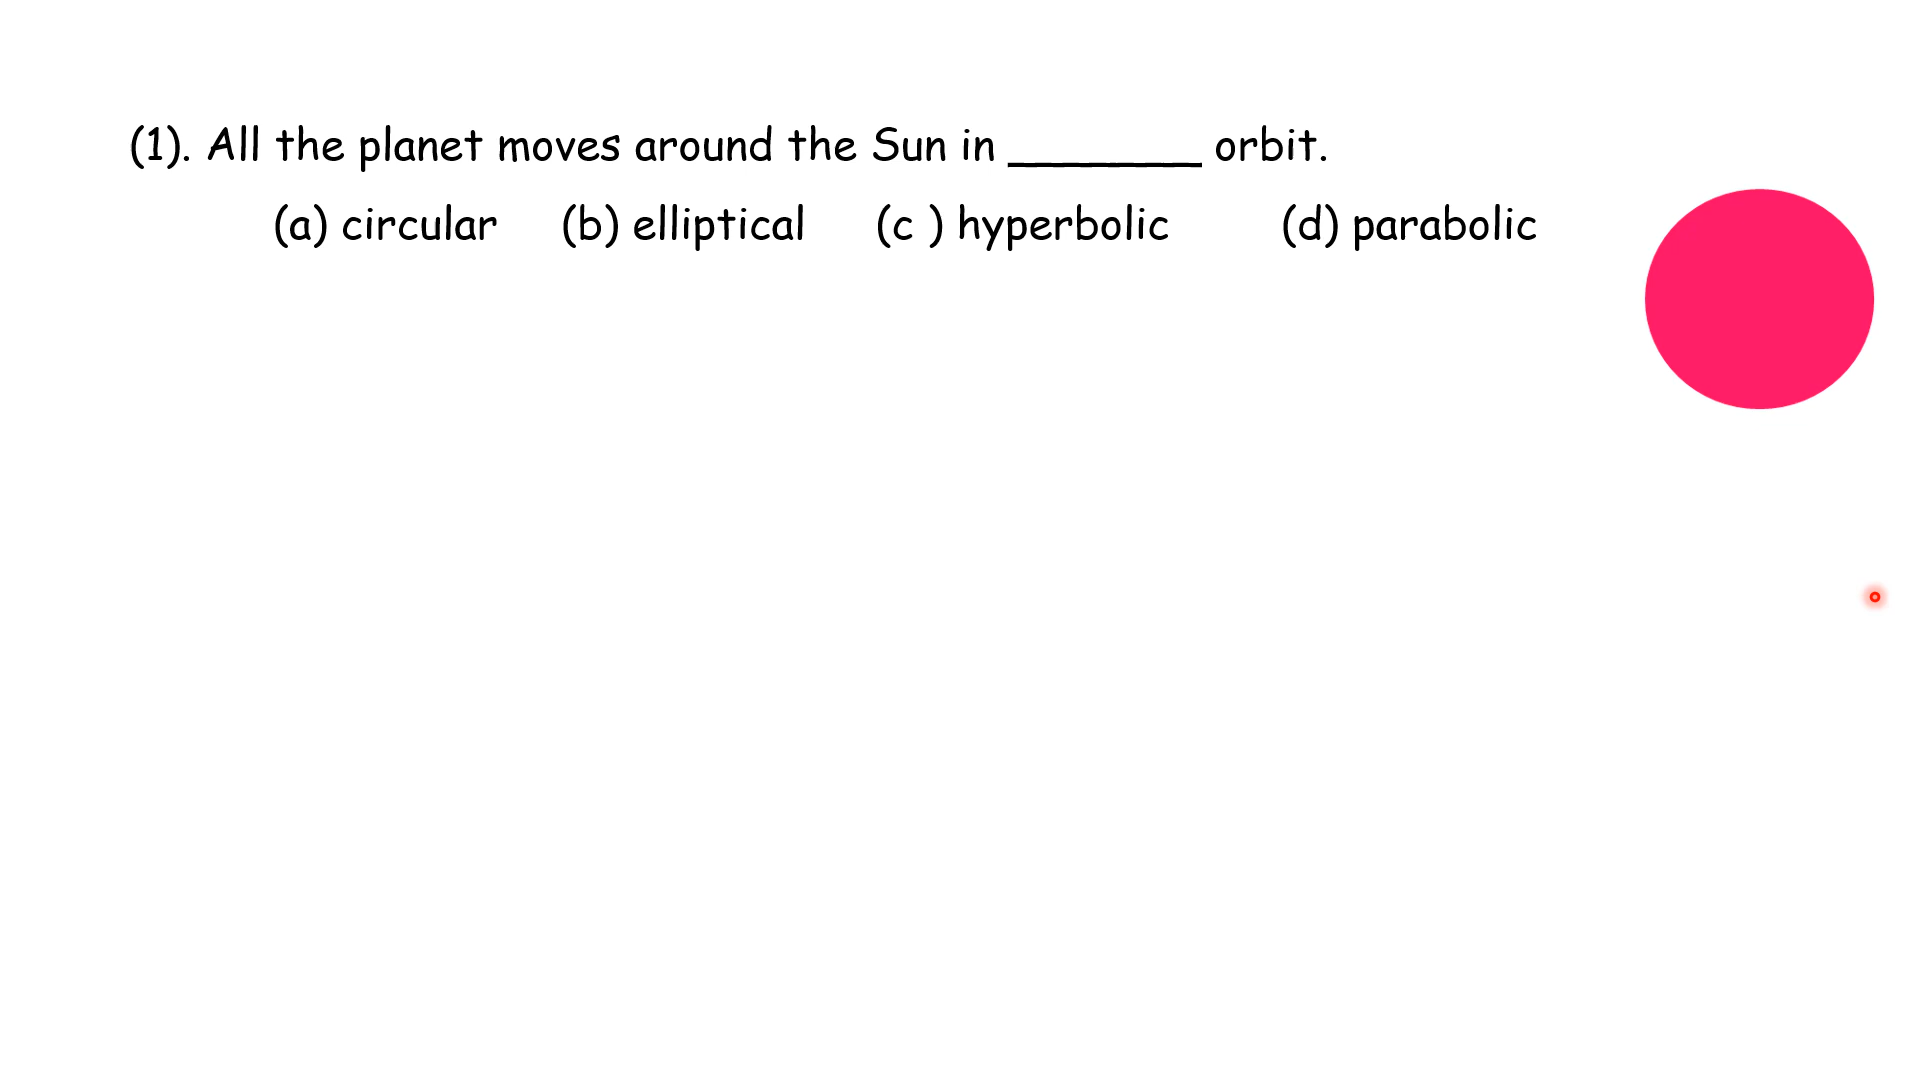 (1). All the planet moves around the Sun in _______ orbit.
(a) circular (b) elliptical (c ) hyperbolic (d) parabolic